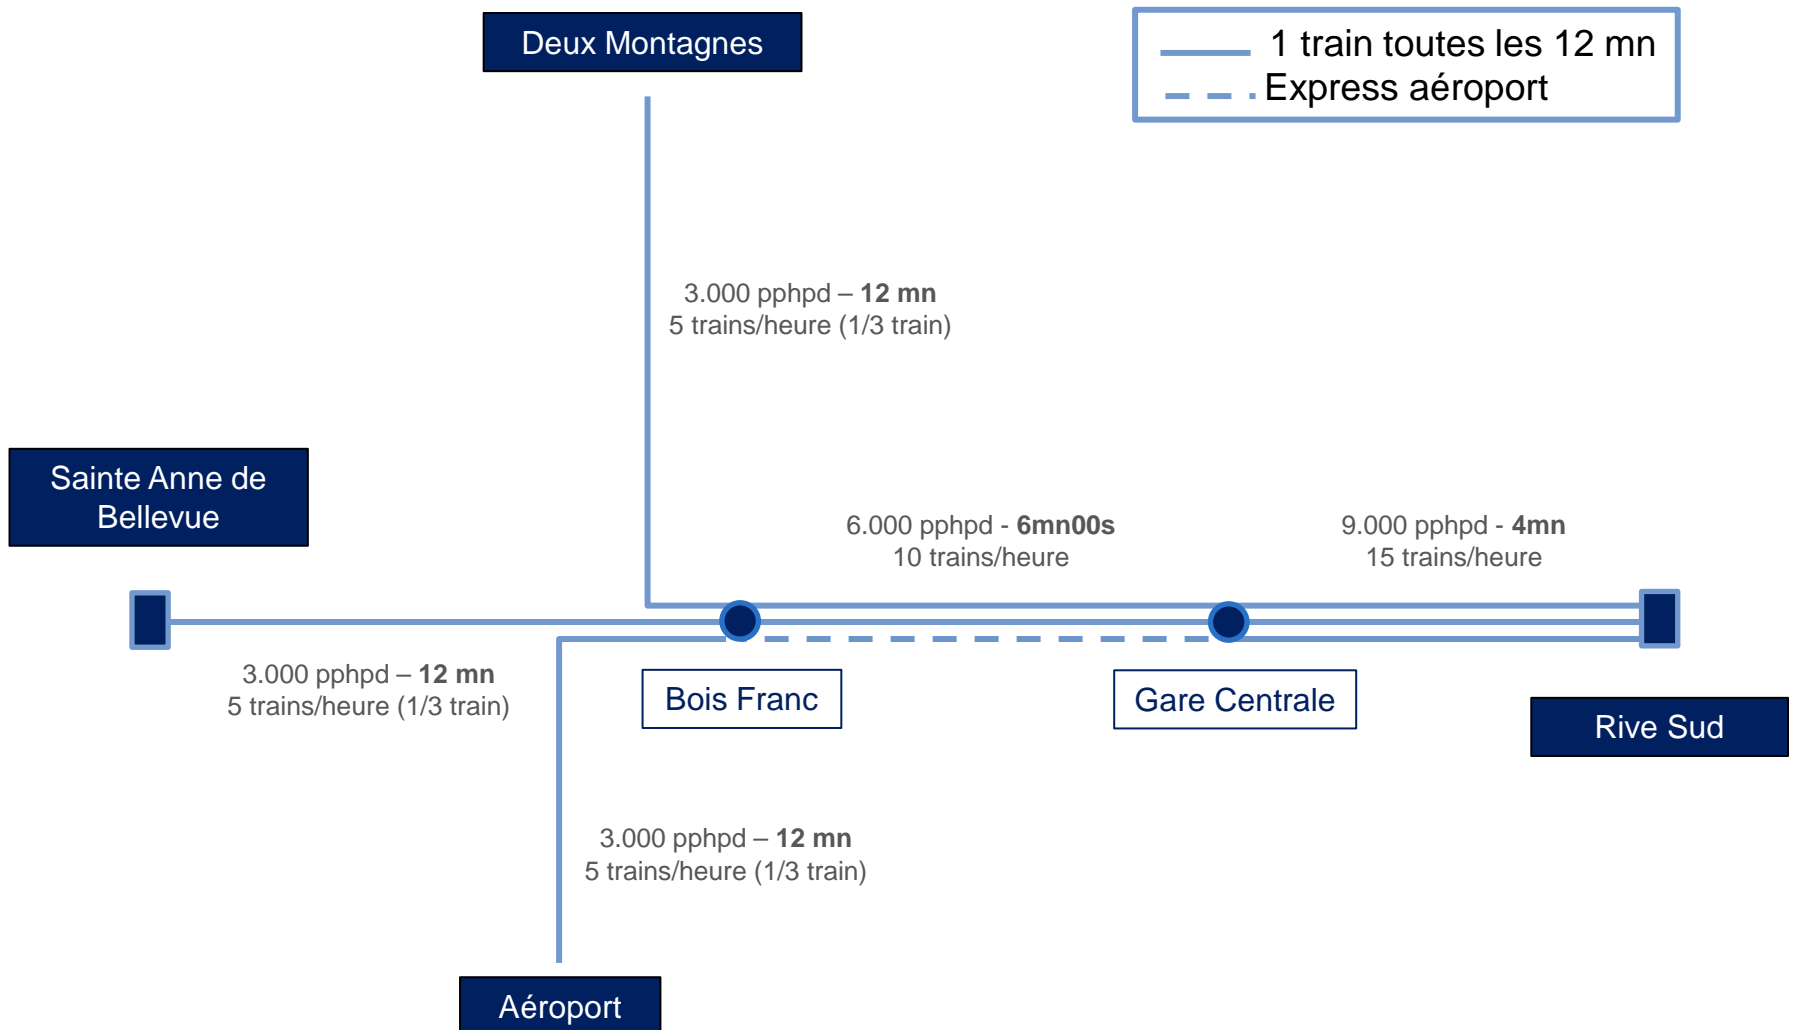 Deux Montagnes
1 train toutes les 12 mn
Express aéroport
3.000 pphpd – 12 mn
5 trains/heure (1/3 train)
Sainte Anne de
Bellevue
6.000 pphpd - 6mn00s
10 trains/heure
9.000 pphpd - 4mn
15 trains/heure
3.000 pphpd – 12 mn
5 trains/heure (1/3 train)
Bois Franc
Gare Centrale
Rive Sud
3.000 pphpd – 12 mn
5 trains/heure (1/3 train)
Aéroport